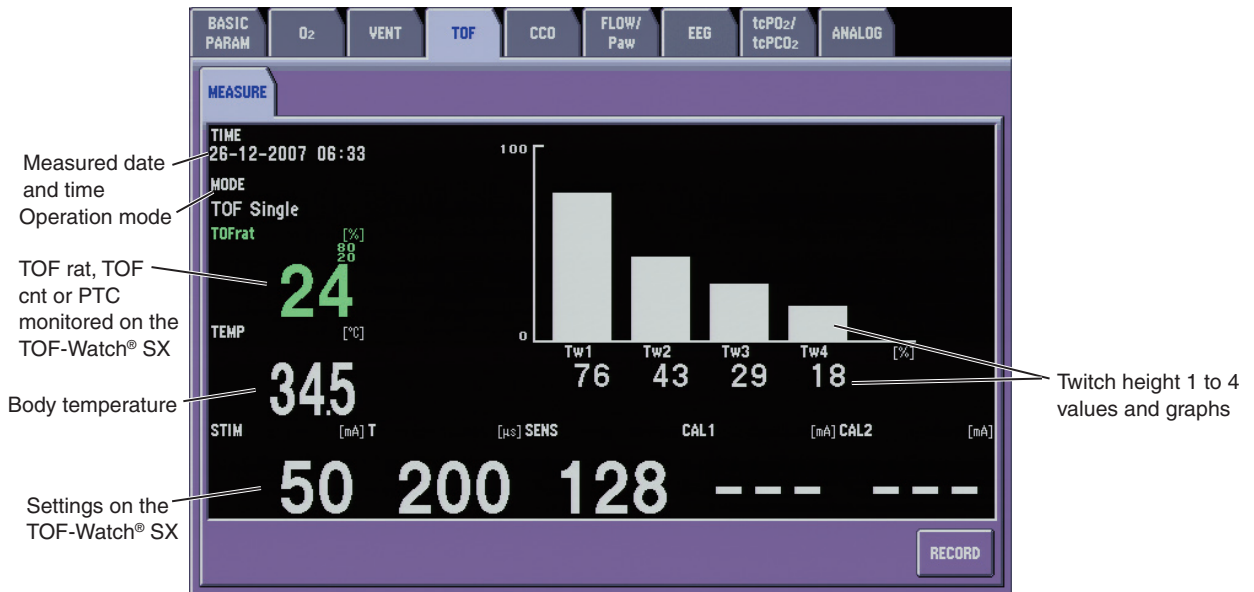 BASIC
PARAM
O2
VENT
TOF
CCO
FLOW/
Paw
EEG
tcPO2/
tcPCO2
ANALOG
MEASURE
TIME
26-12-2007 06:33
MODE
TOF Single
TOFrat [%]
80
20
24
TEMP [°C]
34.5
100
0
Tw1 Tw2 Tw3 Tw4 [%]
76 43 29 18
STIM [mA] T [µs] SENS CAL1 [mA] CAL2 [mA]
50 200 128 --- ---
RECORD
Measured date
and time
Operation mode
TOF rat, TOF
cnt or PTC
monitored on the
TOF-Watch® SX
Body temperature
Settings on the
TOF-Watch® SX
Twitch height 1 to 4
values and graphs